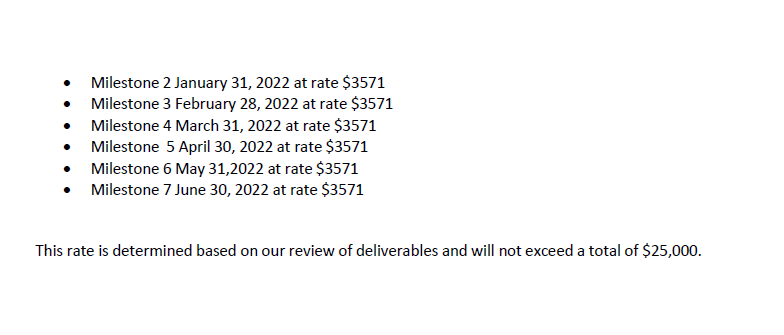 • Milestone 2 January 31, 2022 at rate $3571
• Milestone 3 February 28, 2022 at rate $3571
• Milestone 4 March 31, 2022 at rate $3571
• Milestone  5 April 30, 2022 at rate $3571
• Milestone 6 May 31,2022 at rate $3571
• Milestone 7 June 30, 2022 at rate $3571
This rate is determined based on our review of deliverables and will not exceed a total of $25,000.